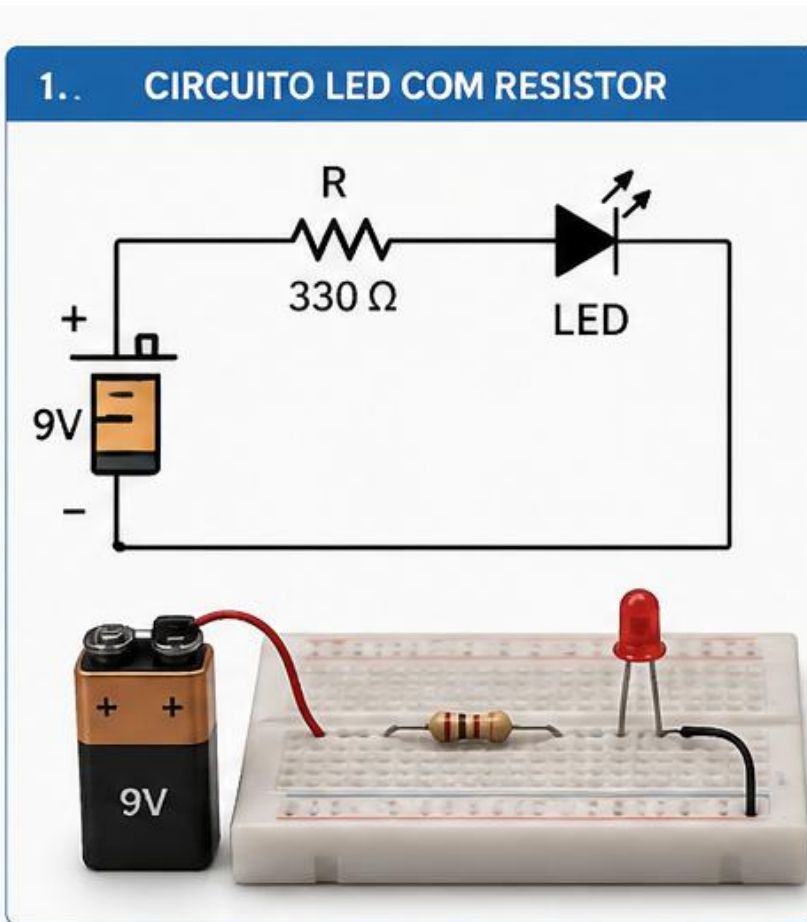 1.. CIRCUITO LED COM RESISTOR
R
330 Ω
LED
+
9V
−
+ +
9V